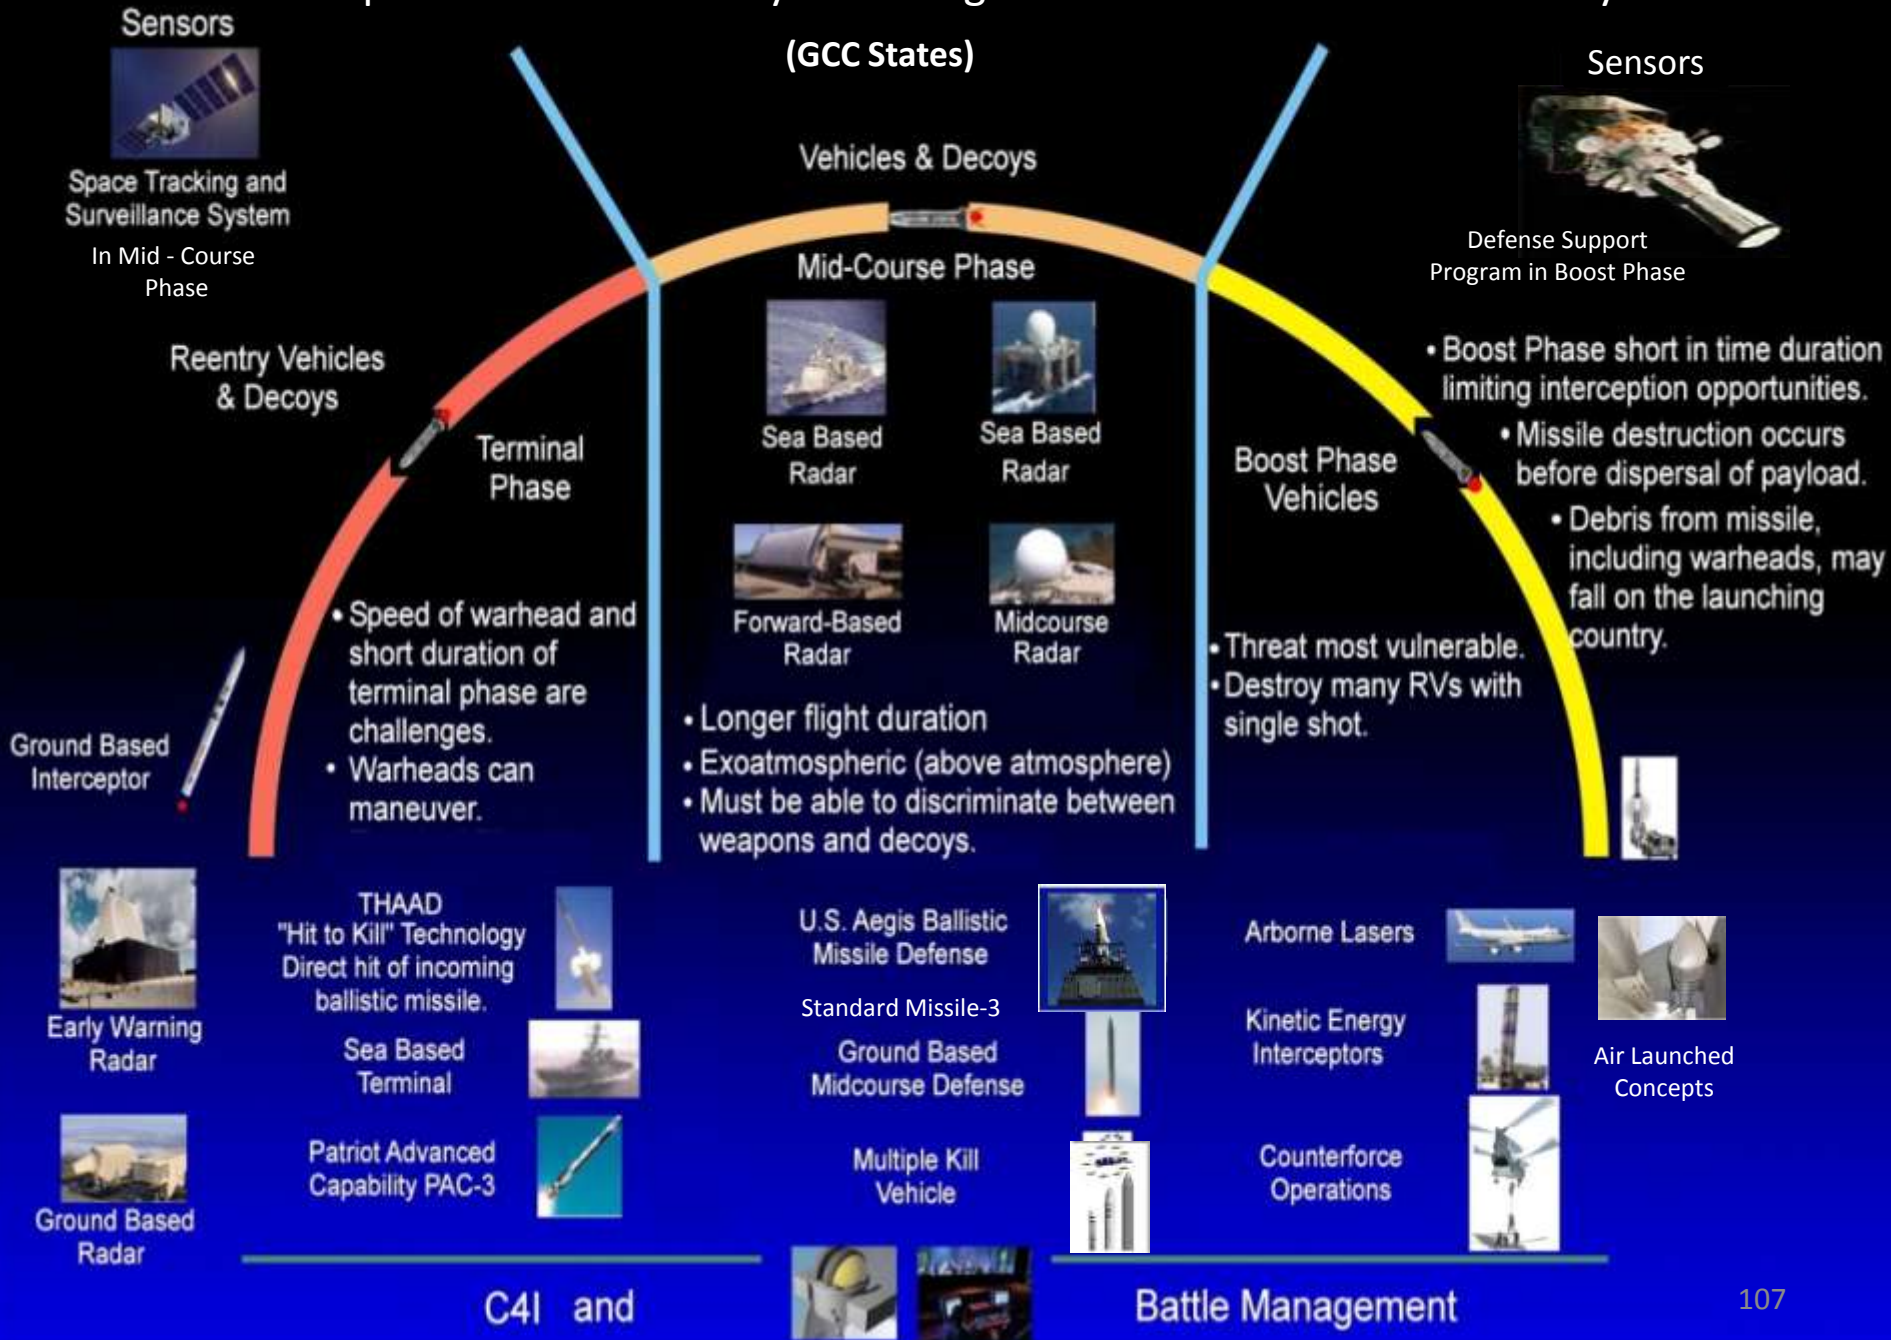 (GCC States)
Sensors
Space Tracking and
Surveillance System
In Mid - Course
Phase
Sensors
Defense Support
Program in Boost Phase
Vehicles & Decoys
Mid-Course Phase
Reentry Vehicles
& Decoys
Terminal
Phase
Sea Based
Radar
Sea Based
Radar
Forward-Based
Radar
Midcourse
Radar
Boost Phase
Vehicles
• Boost Phase short in time duration
limiting interception opportunities.
• Missile destruction occurs
before dispersal of payload.
• Debris from missile,
including warheads, may
fall on the launching
country.
• Speed of warhead and
short duration of
terminal phase are
challenges.
• Warheads can
maneuver.
• Longer flight duration
• Exoatmospheric (above atmosphere)
• Must be able to discriminate between
weapons and decoys.
• Threat most vulnerable.
• Destroy many RVs with
single shot.
Ground Based
Interceptor
Early Warning
Radar
Ground Based
Radar
THAAD
"Hit to Kill" Technology
Direct hit of incoming
ballistic missile.
Sea Based
Terminal
Patriot Advanced
Capability PAC-3
U.S. Aegis Ballistic
Missile Defense
Standard Missile-3
Ground Based
Midcourse Defense
Multiple Kill
Vehicle
Arborne Lasers
Kinetic Energy
Interceptors
Air Launched
Concepts
Counterforce
Operations
C4I and
Battle Management
107